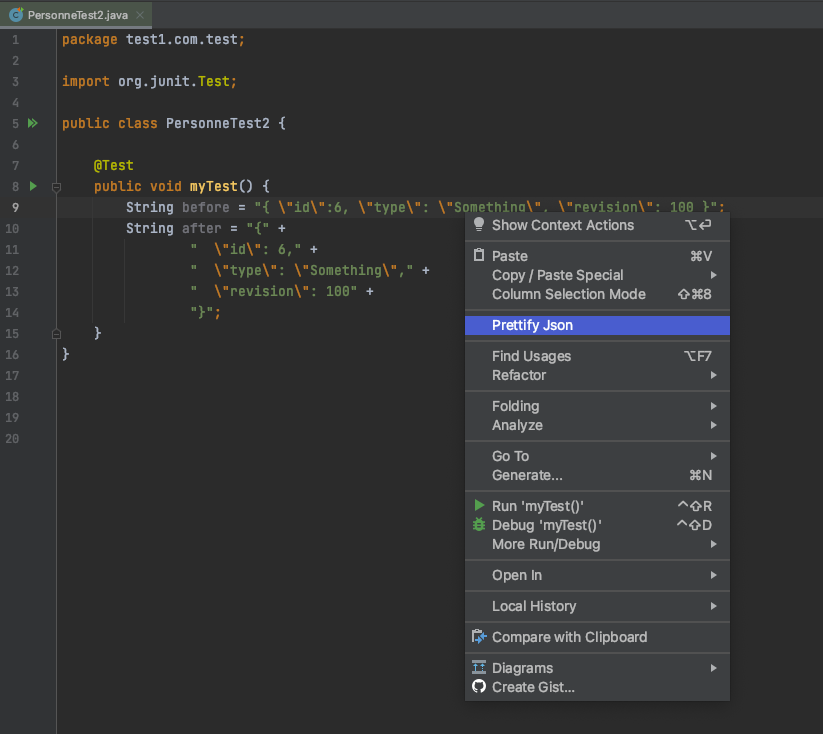 PersonneTest2.java
1 package test1.com.test;
2
3 import org.junit.Test;
4
5 public class PersonneTest2 {
6
7 @Test
8 public void myTest() {
9 String before = "{ \"id\":6, \"type\": \"Something\", \"revision\": 100 }";
10 String after = "{" +
11 "  \"id\": 6," +
12 "  \"type\": \"Something\"," +
13 "  \"revision\": 100" +
14 "}";
15 }
16 }
17
18
19
20
Show Context Actions ⌥⏎
Paste ⌘V
Copy / Paste Special
Column Selection Mode ⇧⌘8
Prettify Json
Find Usages ⌥F7
Refactor
Folding
Analyze
Go To
Generate... ⌘N
Run 'myTest()' ^⇧R
Debug 'myTest()' ^⇧D
More Run/Debug
Open In
Local History
Compare with Clipboard
Diagrams
Create Gist...